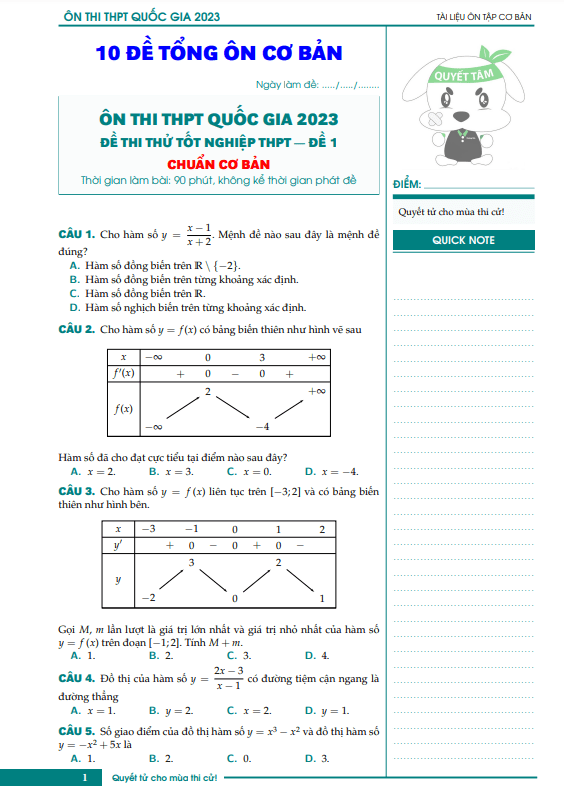 ÔN THI THPT QUỐC GIA 2023
TÀI LIỆU ÔN TẬP CƠ BẢN
10 ĐỀ TỔNG ÔN CƠ BẢN
Ngày làm đề: ...../...../........
ÔN THI THPT QUỐC GIA 2023
ĐỀ THI THỬ TỐT NGHIỆP THPT — ĐỀ 1
CHUẨN CƠ BẢN
Thời gian làm bài: 90 phút, không kể thời gian phát đề
CÂU 1. Cho hàm số y = (x − 1)/(x + 2). Mệnh đề nào sau đây là mệnh đề
đúng?
A. Hàm số đồng biến trên ℝ \ {−2}.
B. Hàm số đồng biến trên từng khoảng xác định.
C. Hàm số đồng biến trên ℝ.
D. Hàm số nghịch biến trên từng khoảng xác định.
CÂU 2. Cho hàm số y = f(x) có bảng biến thiên như hình vẽ sau
x −∞ 0 3 +∞
f′(x) + 0 − 0 +
f(x) −∞ 2 −4 +∞
Hàm số đã cho đạt cực tiểu tại điểm nào sau đây?
A. x = 2. B. x = 3. C. x = 0. D. x = −4.
CÂU 3. Cho hàm số y = f(x) liên tục trên [−3;2] và có bảng biến
thiên như hình bên.
x −3 −1 0 1 2
y′ + 0 − 0 + 0 −
y −2 3 0 2 1
Gọi M, m lần lượt là giá trị lớn nhất và giá trị nhỏ nhất của hàm số
y = f(x) trên đoạn [−1;2]. Tính M + m.
A. 1. B. 2. C. 3. D. 4.
CÂU 4. Đồ thị của hàm số y = (2x − 3)/(x − 1) có đường tiệm cận ngang là
đường thẳng
A. x = 1. B. y = 2. C. x = 2. D. y = 1.
CÂU 5. Số giao điểm của đồ thị hàm số y = x³ − x² và đồ thị hàm số
y = −x² + 5x là
A. 1. B. 2. C. 0. D. 3.
QUYẾT TÂM
ĐIỂM:
Quyết tử cho mùa thi cử!
QUICK NOTE
1 Quyết tử cho mùa thi cử!